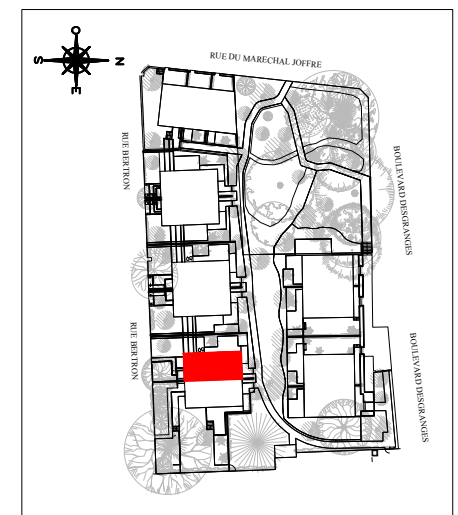 O
S
N
E
RUE DU MARECHAL JOFFRE
RUE BERTRON
BOULEVARD DESGRANGES
RUE BERTRON
BOULEVARD DESGRANGES